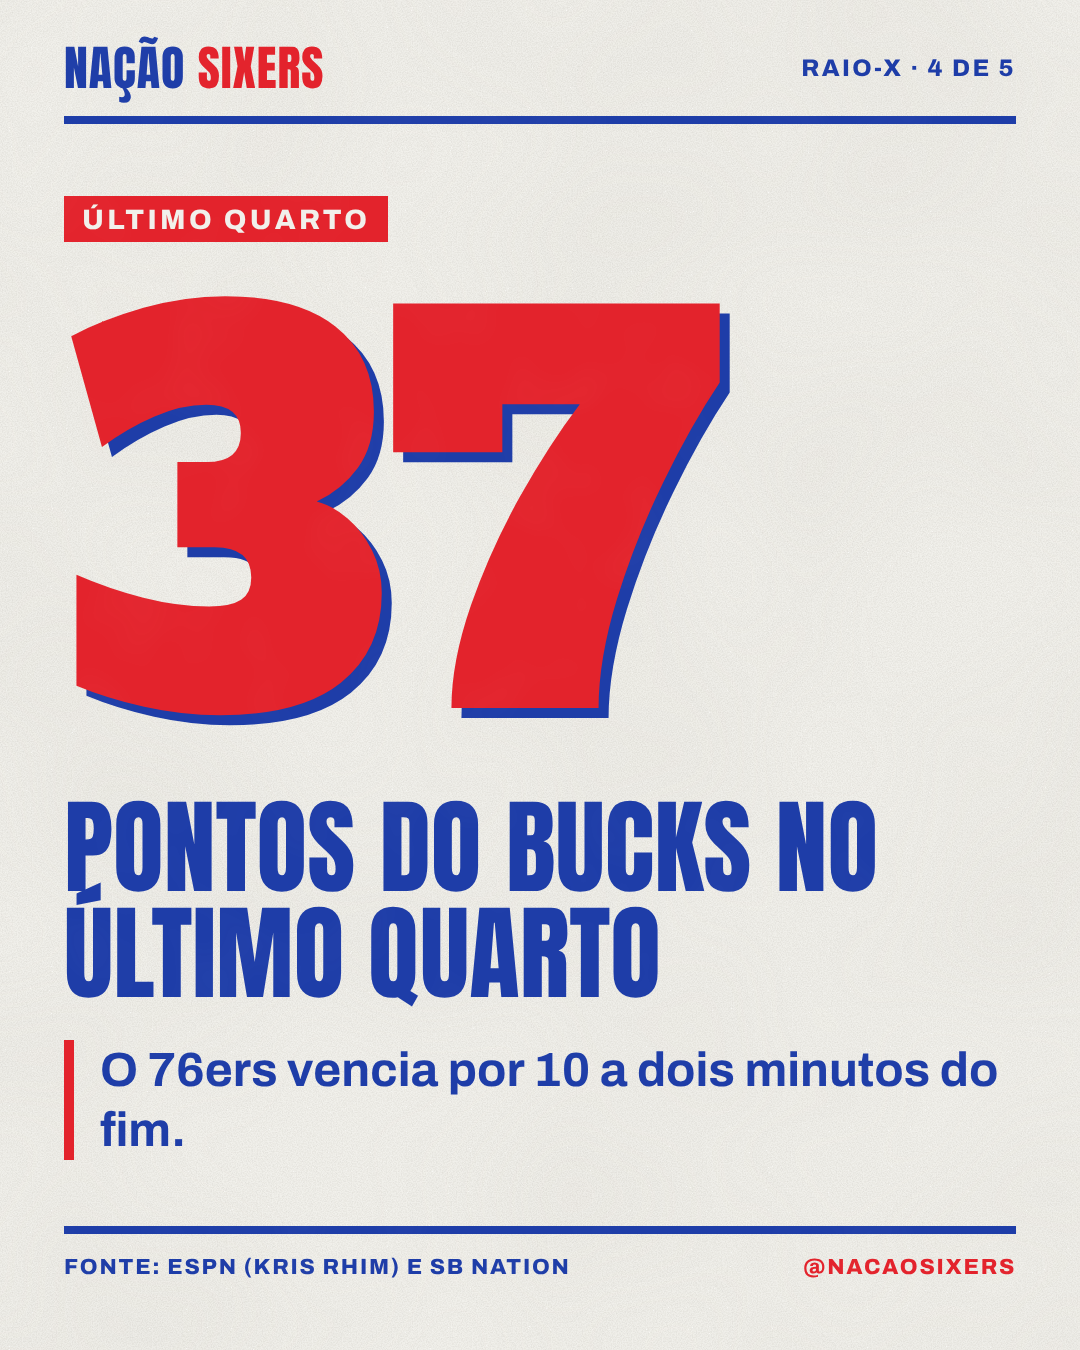 NAÇÃO SIXERS
RAIO-X · 4 DE 5
ÚLTIMO QUARTO
37
PONTOS DO BUCKS NO
ÚLTIMO QUARTO
O 76ers vencia por 10 a dois minutos do
fim.
FONTE: ESPN (KRIS RHIM) E SB NATION
@NACAOSIXERS